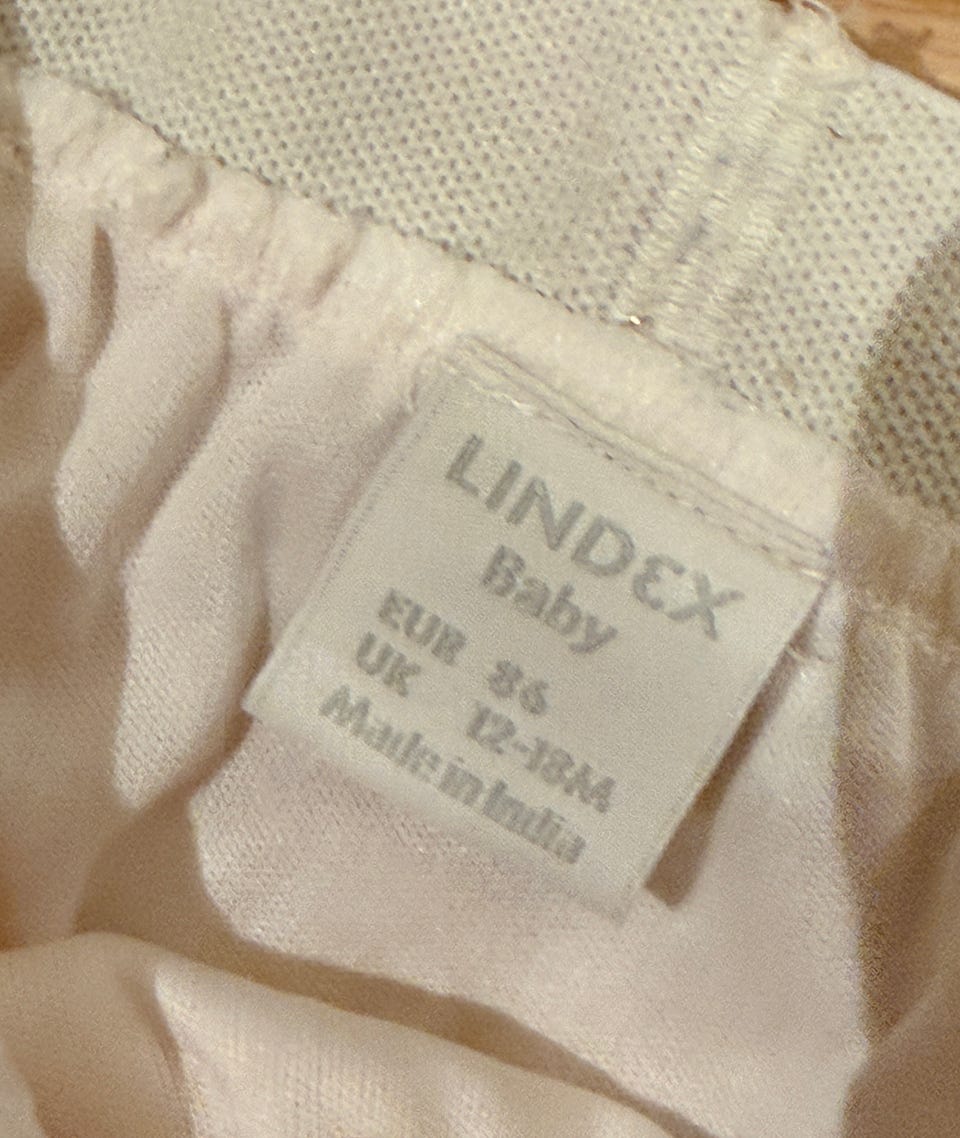 LINDEX
Baby
EUR 86
UK 12-18M
Made in India